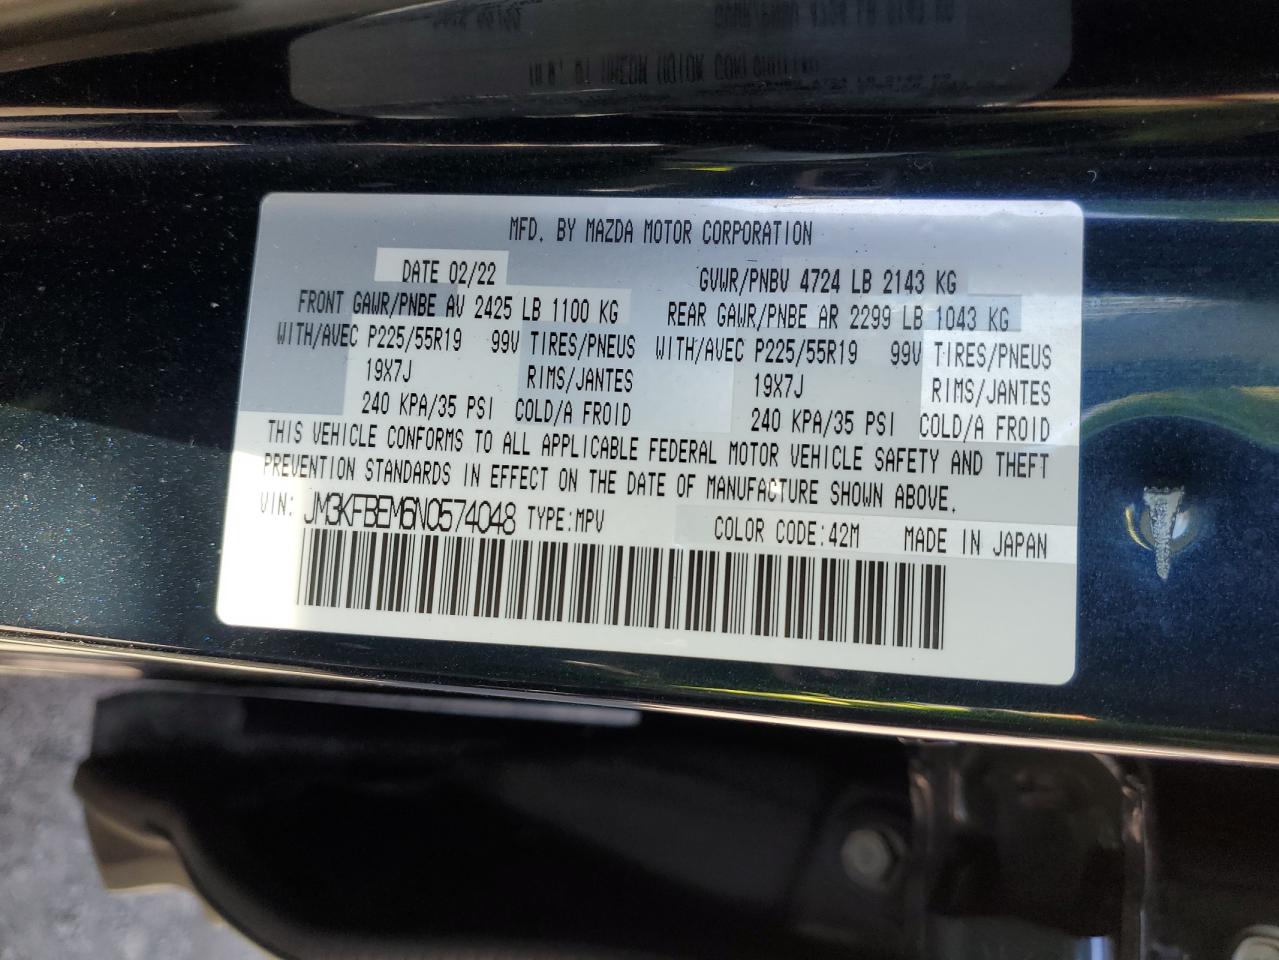 MFD. BY MAZDA MOTOR CORPORATION
DATE 02/22 GVWR/PNBV 4724 LB 2143 KG
FRONT GAWR/PNBE AV 2425 LB 1100 KG REAR GAWR/PNBE AR 2299 LB 1043 KG
WITH/AVEC P225/55R19 99V TIRES/PNEUS WITH/AVEC P225/55R19 99V TIRES/PNEUS
19X7J RIMS/JANTES 19X7J RIMS/JANTES
240 KPA/35 PSI COLD/A FROID 240 KPA/35 PSI COLD/A FROID
THIS VEHICLE CONFORMS TO ALL APPLICABLE FEDERAL MOTOR VEHICLE SAFETY AND THEFT
PREVENTION STANDARDS IN EFFECT ON THE DATE OF MANUFACTURE SHOWN ABOVE.
VIN: JM3KFBEM6N0574048 TYPE:MPV COLOR CODE:42M MADE IN JAPAN